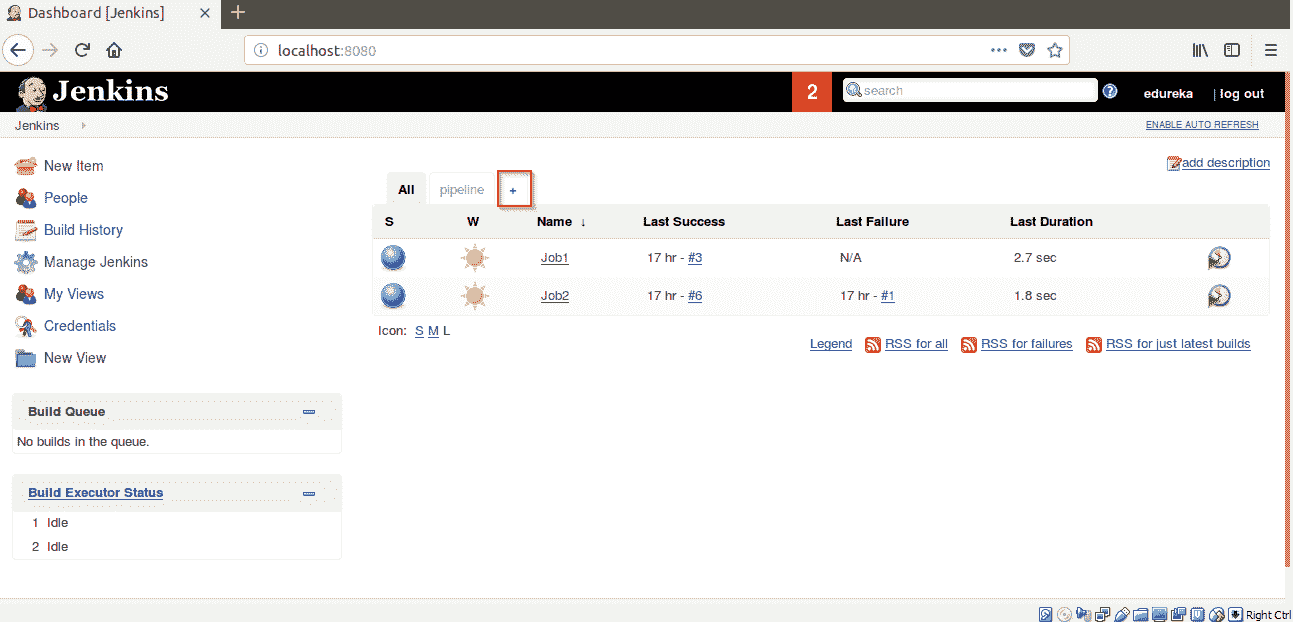 Dashboard [Jenkins]
localhost:8080
Jenkins
2
search
edureka
| log out
Jenkins
ENABLE AUTO REFRESH
New Item
People
Build History
Manage Jenkins
My Views
Credentials
New View
Build Queue
No builds in the queue.
Build Executor Status
1 Idle
2 Idle
add description
All pipeline +
S W Name ↓ Last Success Last Failure Last Duration
Job1 17 hr - #3 N/A 2.7 sec
Job2 17 hr - #6 17 hr - #1 1.8 sec
Icon: S M L
Legend RSS for all RSS for failures RSS for just latest builds
Right Ctrl